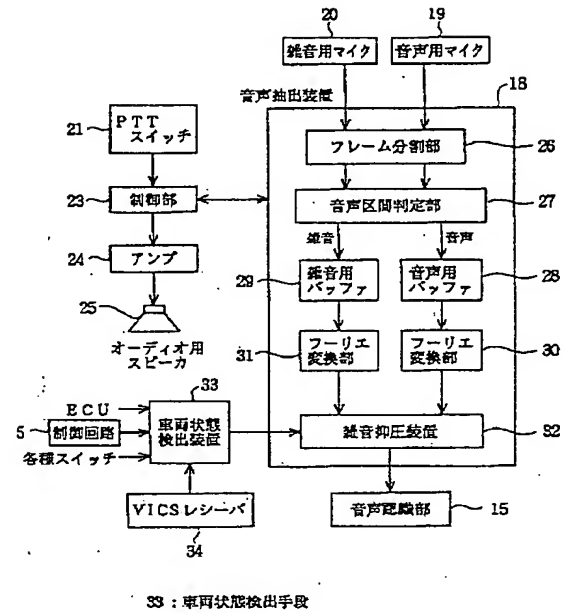 20
19
雑音用マイク
音声用マイク
18
音声抽出装置
21
PTT
スイッチ
フレーム分割部
26
23
制御部
音声区間判定部
27
雑音
音声
24
アンプ
29
雑音用
バッファ
音声用
バッファ
28
25
オーディオ用
スピーカ
31
フーリエ
変換部
フーリエ
変換部
30
33
ECU
5
制御回路
車両状態
検出装置
雑音抑圧装置
32
各種スイッチ
VICSレシーバ
34
音声認識部
15
33:車両状態検出手段